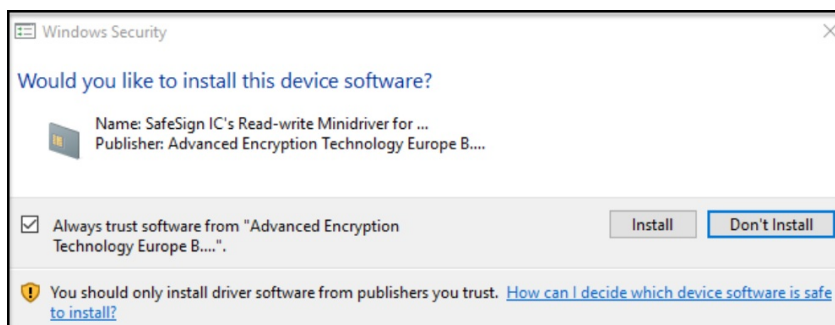 Windows Security
Would you like to install this device software?
Name: SafeSign IC's Read-write Minidriver for ...
Publisher: Advanced Encryption Technology Europe B....
Always trust software from "Advanced Encryption
Technology Europe B....".
Install
Don't Install
You should only install driver software from publishers you trust. How can I decide which device software is safe
to install?